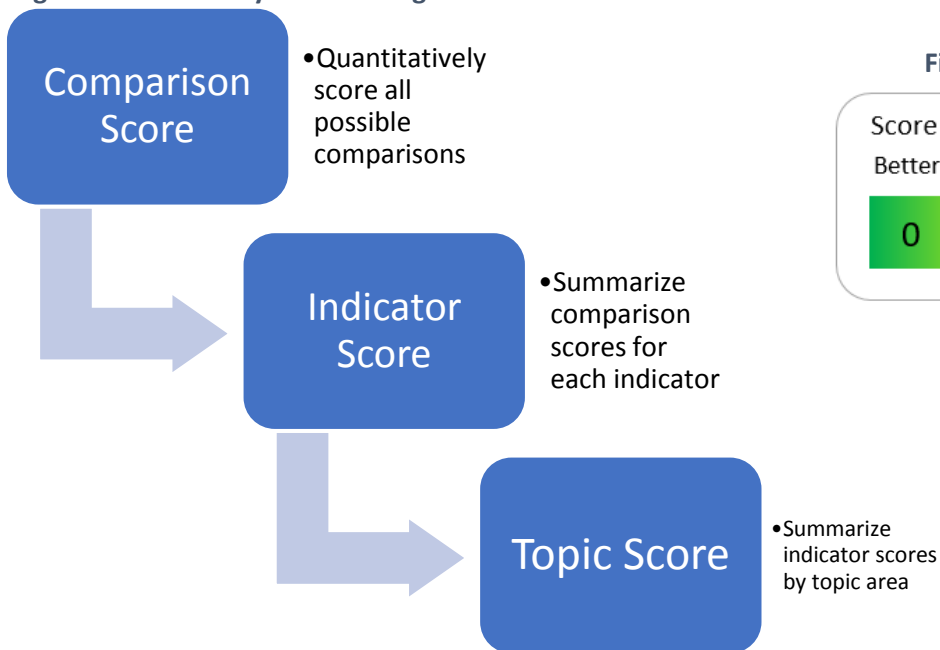 Comparison
Score
•Quantitatively
score all
possible
comparisons
Fi
Score
Better
0
Indicator
Score
•Summarize
comparison
scores for
each indicator
Topic Score
•Summarize
indicator scores
by topic area